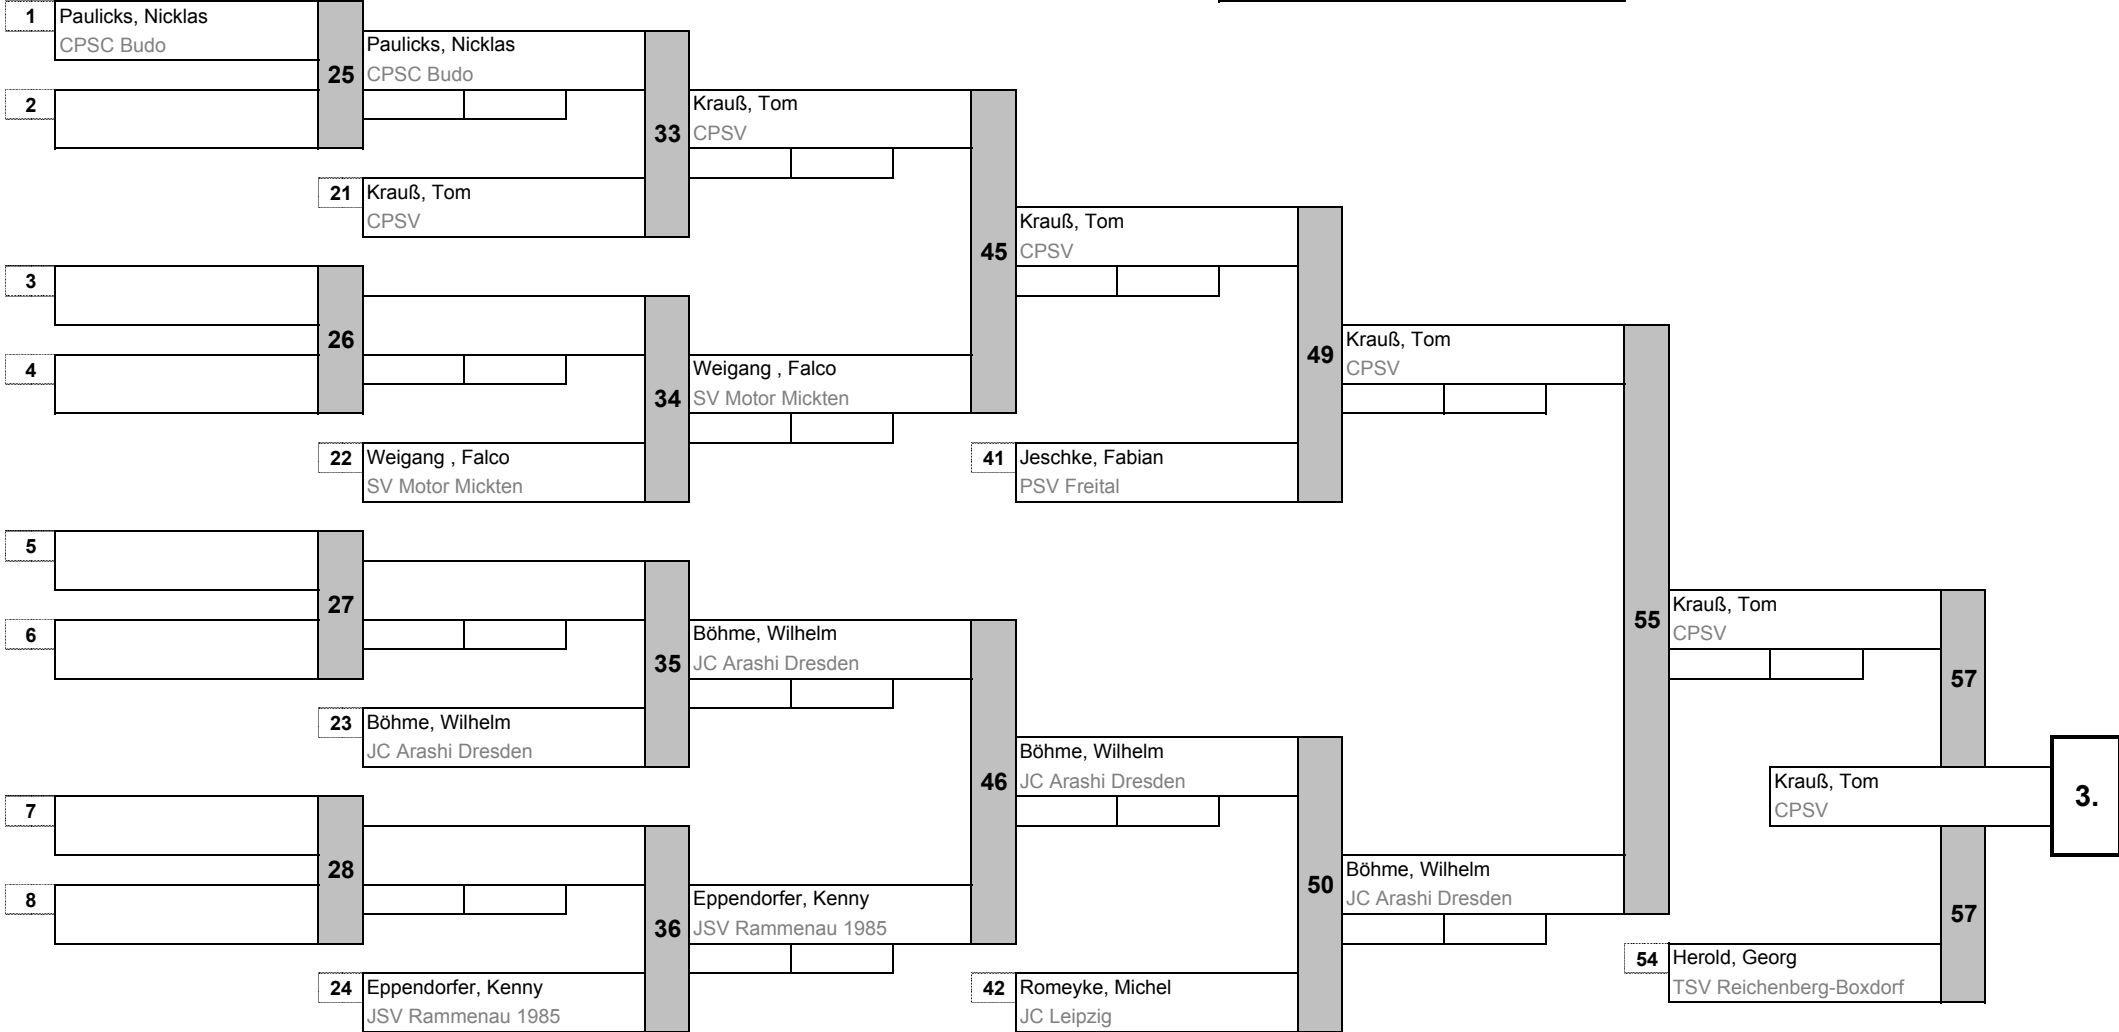 1 Paulicks, Nicklas
CPSC Budo
25
Paulicks, Nicklas
CPSC Budo
2
33
Krauß, Tom
CPSV
21 Krauß, Tom
CPSV
45
Krauß, Tom
CPSV
3
26
4
34
Weigang , Falco
SV Motor Mickten
49
Krauß, Tom
CPSV
22 Weigang , Falco
SV Motor Mickten
41 Jeschke, Fabian
PSV Freital
5
27
6
35
Böhme, Wilhelm
JC Arashi Dresden
55
Krauß, Tom
CPSV
57
23 Böhme, Wilhelm
JC Arashi Dresden
46
Böhme, Wilhelm
JC Arashi Dresden
Krauß, Tom
CPSV
3.
7
28
8
36
Eppendorfer, Kenny
JSV Rammenau 1985
50
Böhme, Wilhelm
JC Arashi Dresden
57
24 Eppendorfer, Kenny
JSV Rammenau 1985
42 Romeyke, Michel
JC Leipzig
54 Herold, Georg
TSV Reichenberg-Boxdorf